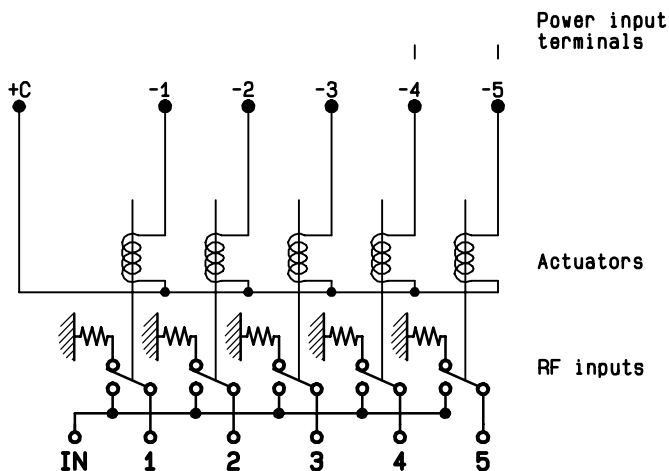 Power input
terminals
+C -1 -2 -3 -4 -5
Actuators
RF inputs
IN 1 2 3 4 5